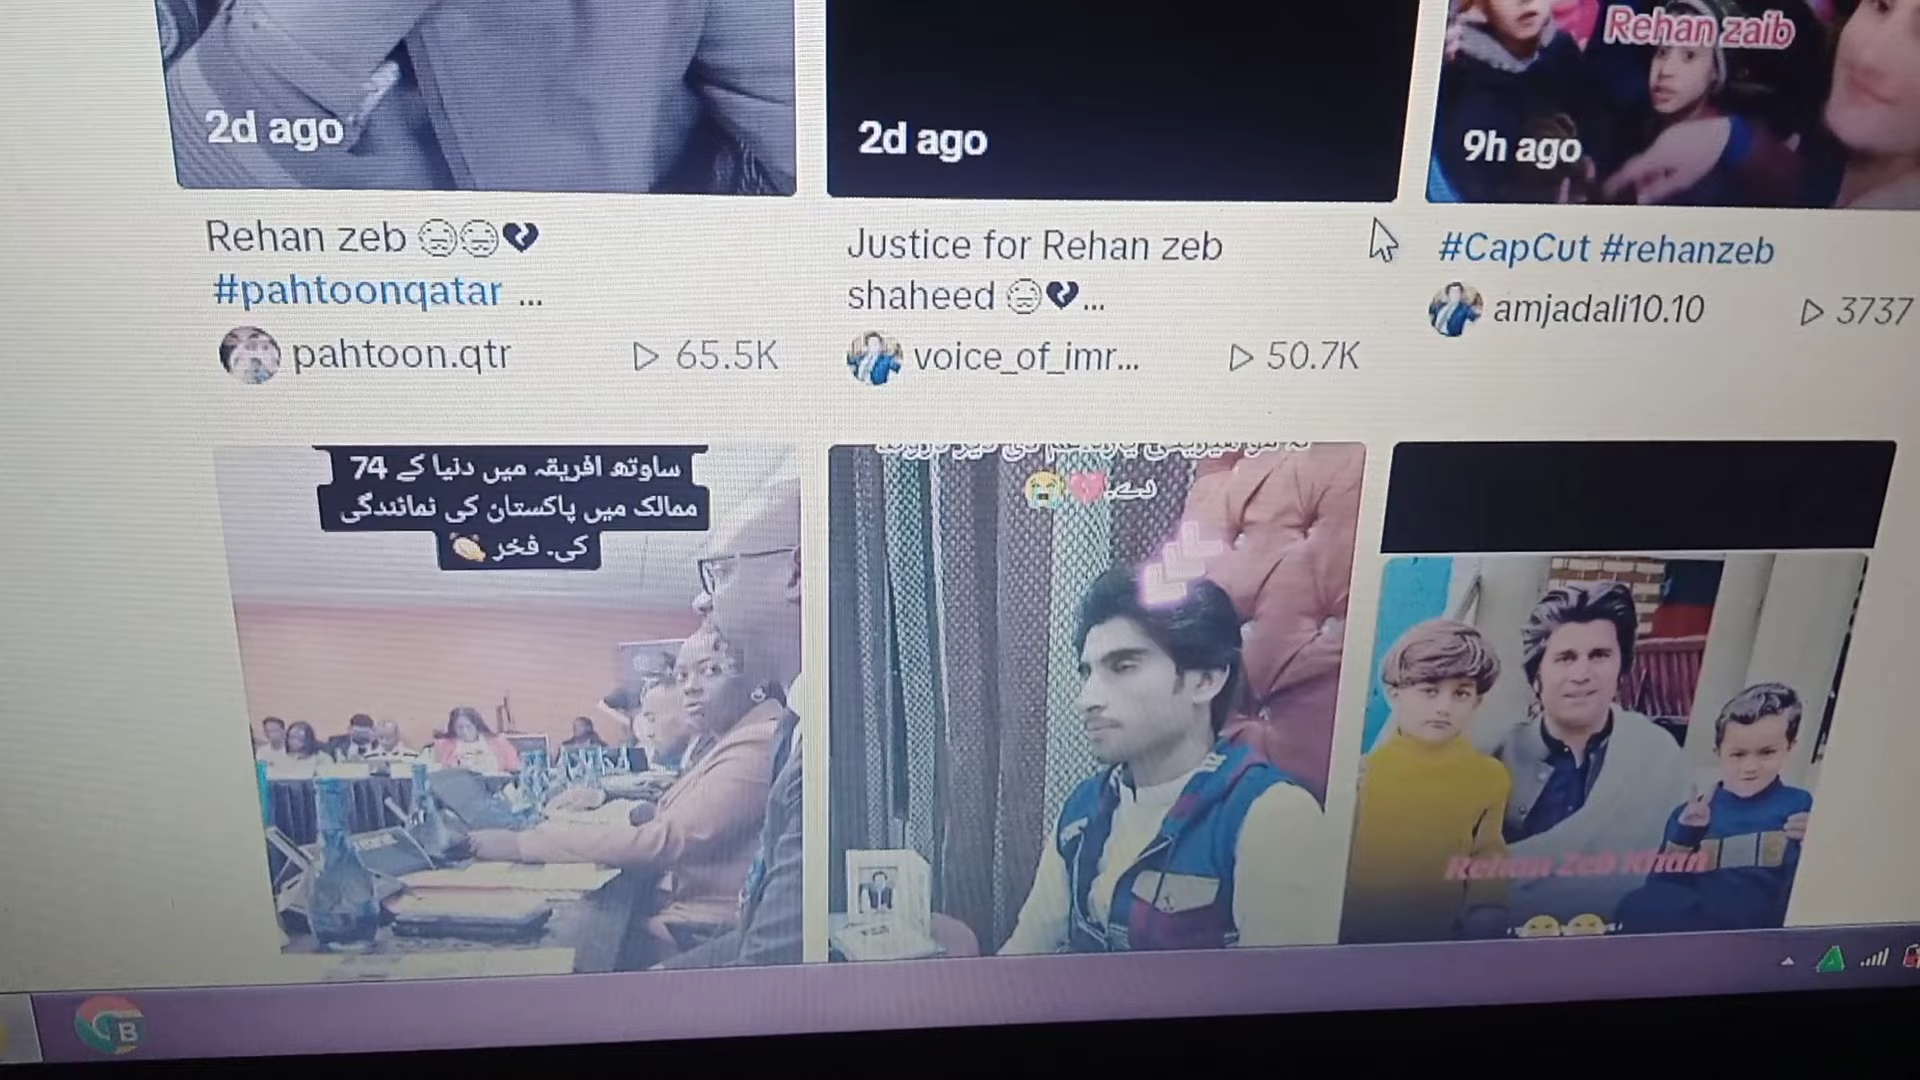 Rehan zaib
2d ago
2d ago
9h ago
Rehan zeb 😔😔💔
#pahtoonqatar ...
pahtoon.qtr
65.5K
Justice for Rehan zeb
shaheed 😔💔...
voice_of_imr...
50.7K
#CapCut #rehanzeb
amjadali10.10
3737
ساوتھ افریقہ میں دنیا کے 74
ممالک میں پاکستان کی نمائندگی
کی۔ فخر 👏
دے.💔😭
Rehan Zeb Khan
B